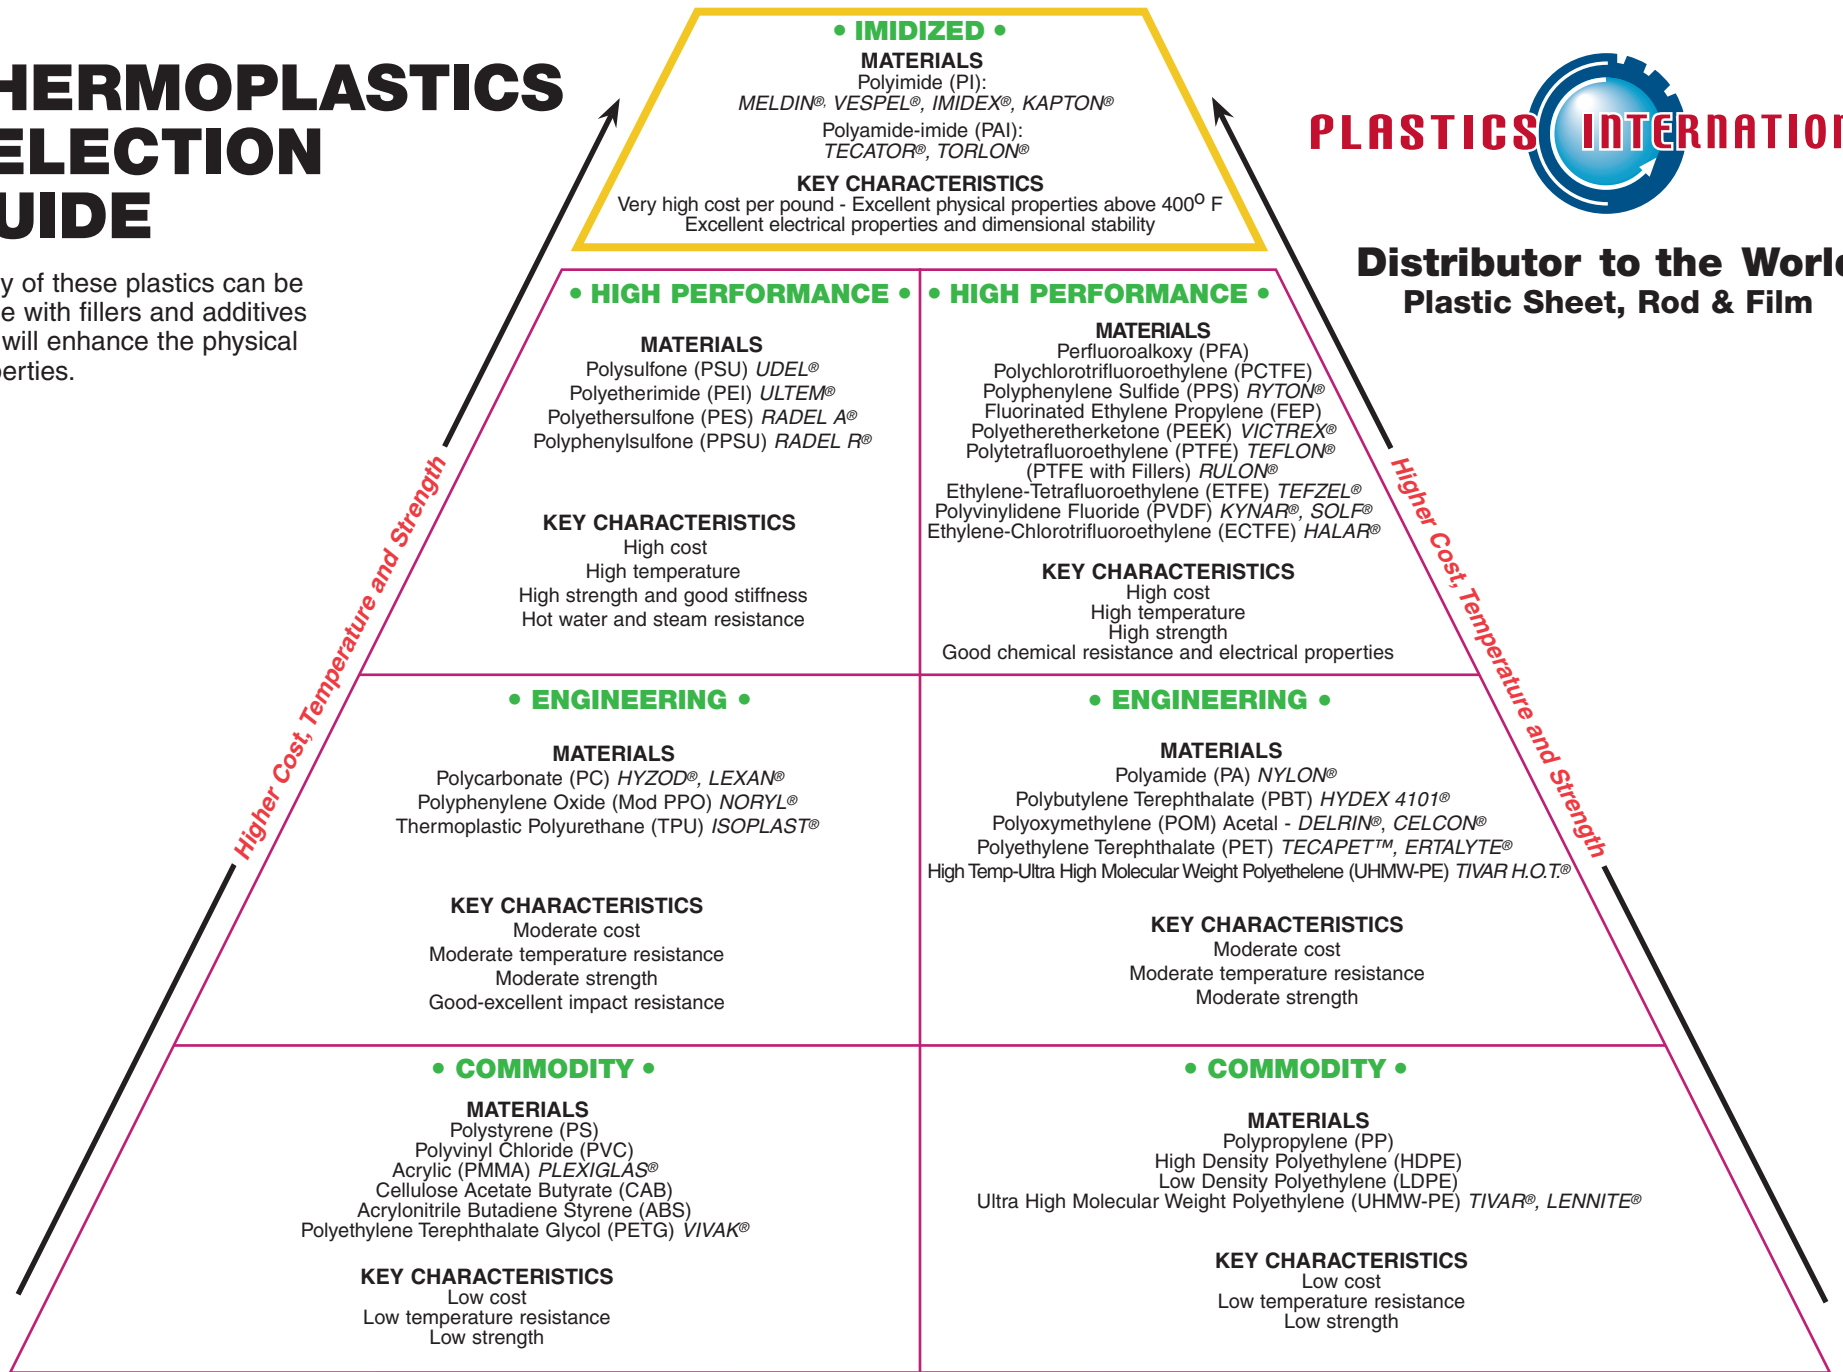 HERMOPLASTICS
ELECTION
UIDE
y of these plastics can be
e with fillers and additives
will enhance the physical
perties.
• IMIDIZED •
MATERIALS
Polyimide (PI):
MELDIN®, VESPEL®, IMIDEX®, KAPTON®
Polyamide-imide (PAI):
TECATOR®, TORLON®
KEY CHARACTERISTICS
Very high cost per pound - Excellent physical properties above 400º F
Excellent electrical properties and dimensional stability
PLASTICS INTERNATION
Distributor to the World
Plastic Sheet, Rod & Film
Higher Cost, Temperature and Strength
• HIGH PERFORMANCE •
MATERIALS
Polysulfone (PSU) UDEL®
Polyetherimide (PEI) ULTEM®
Polyethersulfone (PES) RADEL A®
Polyphenylsulfone (PPSU) RADEL R®
KEY CHARACTERISTICS
High cost
High temperature
High strength and good stiffness
Hot water and steam resistance
• HIGH PERFORMANCE •
MATERIALS
Perfluoroalkoxy (PFA)
Polychlorotrifluoroethylene (PCTFE)
Polyphenylene Sulfide (PPS) RYTON®
Fluorinated Ethylene Propylene (FEP)
Polyetheretherketone (PEEK) VICTREX®
Polytetrafluoroethylene (PTFE) TEFLON®
(PTFE with Fillers) RULON®
Ethylene-Tetrafluoroethylene (ETFE) TEFZEL®
Polyvinylidene Fluoride (PVDF) KYNAR®, SOLF®
Ethylene-Chlorotrifluoroethylene (ECTFE) HALAR®
KEY CHARACTERISTICS
High cost
High temperature
High strength
Good chemical resistance and electrical properties
Higher Cost, Temperature and Strength
• ENGINEERING •
MATERIALS
Polycarbonate (PC) HYZOD®, LEXAN®
Polyphenylene Oxide (Mod PPO) NORYL®
Thermoplastic Polyurethane (TPU) ISOPLAST®
KEY CHARACTERISTICS
Moderate cost
Moderate temperature resistance
Moderate strength
Good-excellent impact resistance
• ENGINEERING •
MATERIALS
Polyamide (PA) NYLON®
Polybutylene Terephthalate (PBT) HYDEX 4101®
Polyoxymethylene (POM) Acetal - DELRIN®, CELCON®
Polyethylene Terephthalate (PET) TECAPET™, ERTALYTE®
High Temp-Ultra High Molecular Weight Polyethelene (UHMW-PE) TIVAR H.O.T.®
KEY CHARACTERISTICS
Moderate cost
Moderate temperature resistance
Moderate strength
• COMMODITY •
MATERIALS
Polystyrene (PS)
Polyvinyl Chloride (PVC)
Acrylic (PMMA) PLEXIGLAS®
Cellulose Acetate Butyrate (CAB)
Acrylonitrile Butadiene Styrene (ABS)
Polyethylene Terephthalate Glycol (PETG) VIVAK®
KEY CHARACTERISTICS
Low cost
Low temperature resistance
Low strength
• COMMODITY •
MATERIALS
Polypropylene (PP)
High Density Polyethylene (HDPE)
Low Density Polyethylene (LDPE)
Ultra High Molecular Weight Polyethylene (UHMW-PE) TIVAR®, LENNITE®
KEY CHARACTERISTICS
Low cost
Low temperature resistance
Low strength